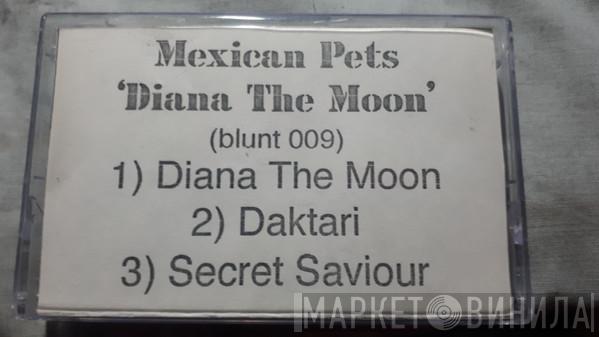 Mexican Pets
‘Diana The Moon’
(blunt 009)
1) Diana The Moon
2) Daktari
3) Secret Saviour
МАРКЕТ ВИНИЛА